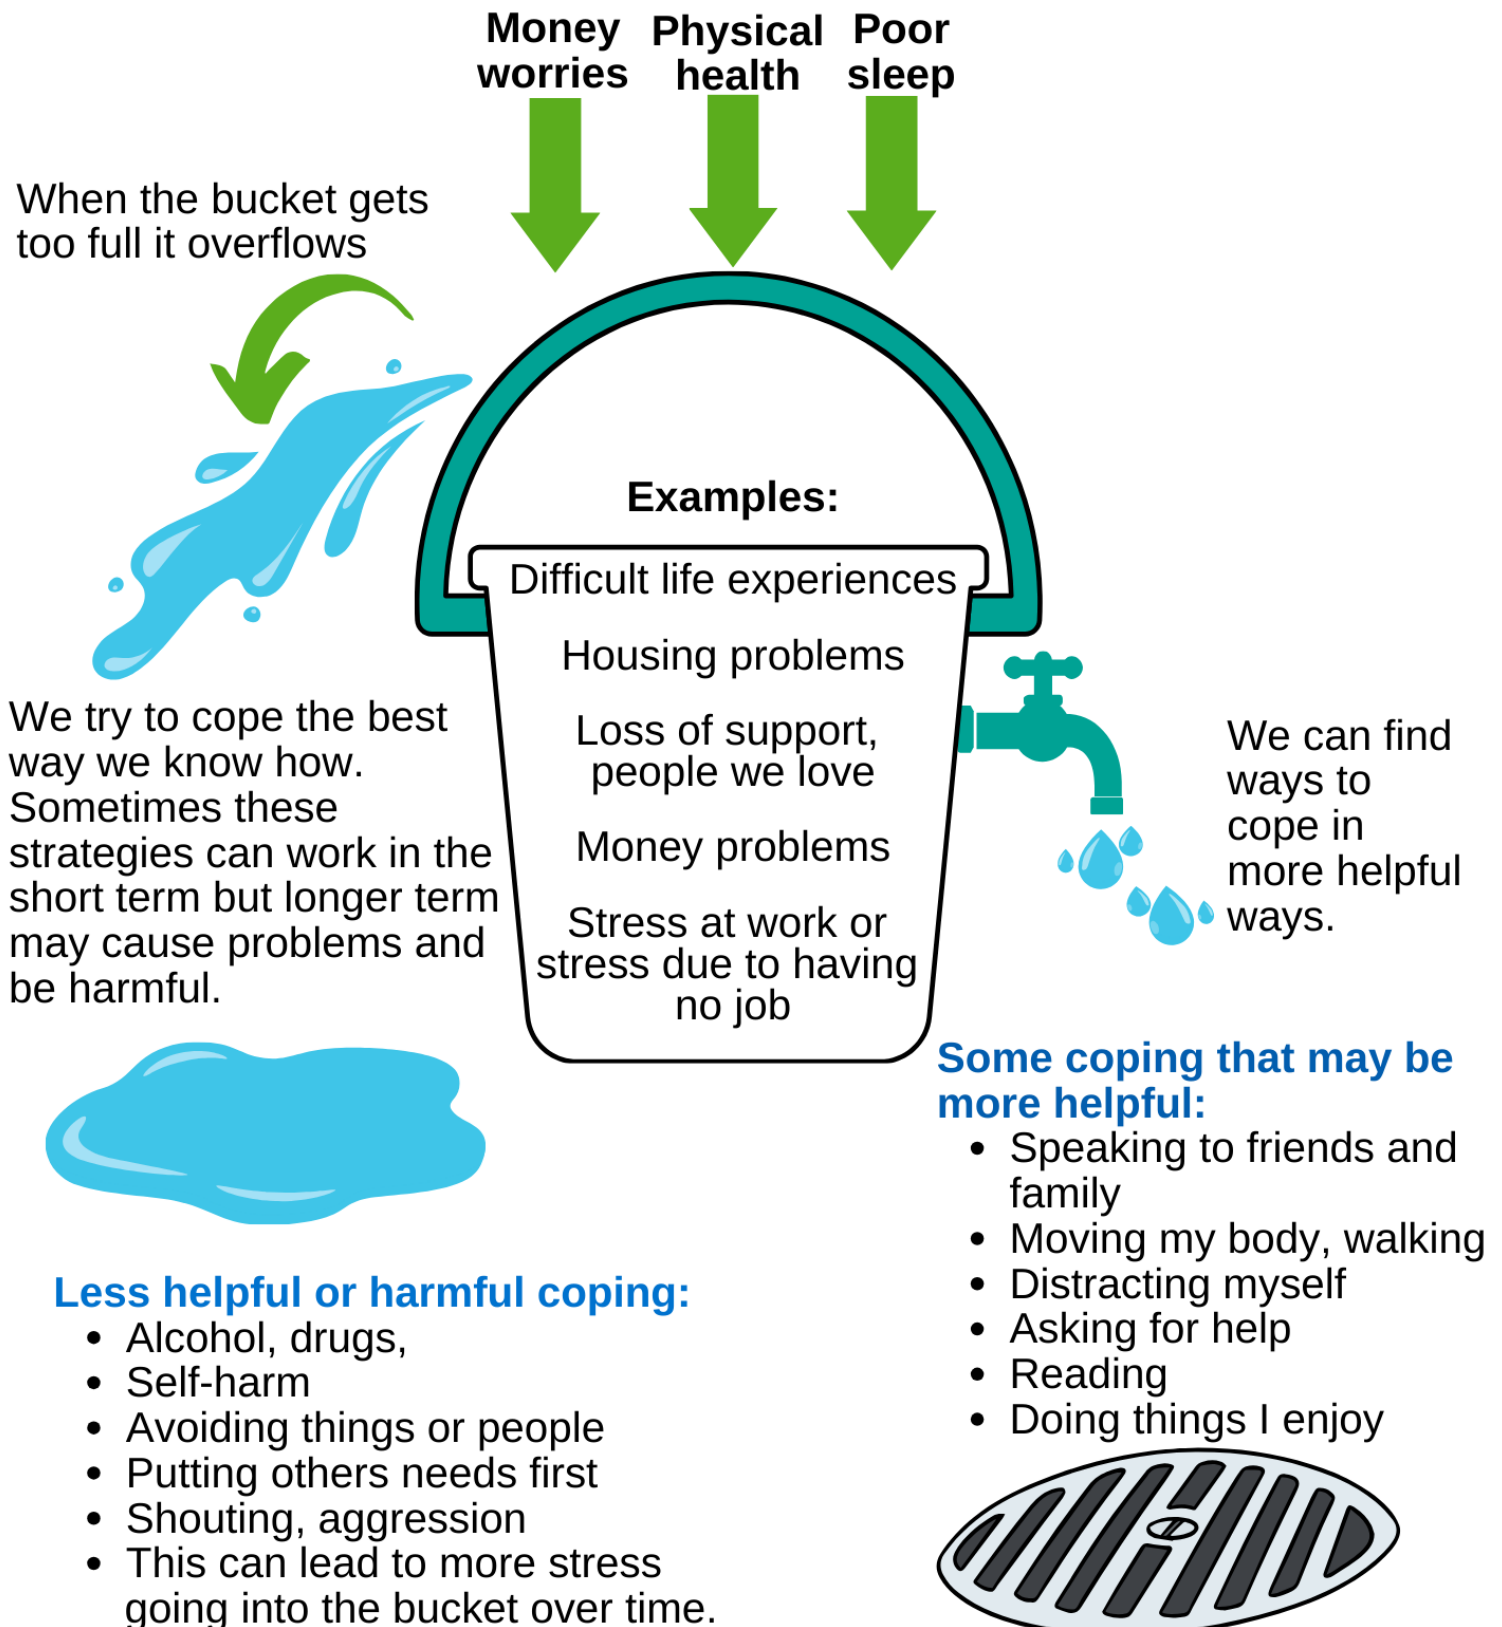 Money
worries
Physical
health
Poor
sleep
When the bucket gets
too full it overflows
Examples:
Difficult life experiences
Housing problems
Loss of support,
people we love
Money problems
Stress at work or
stress due to having
no job
We try to cope the best
way we know how.
Sometimes these
strategies can work in the
short term but longer term
may cause problems and
be harmful.
We can find
ways to
cope in
more helpful
ways.
Some coping that may be
more helpful:
• Speaking to friends and
family
• Moving my body, walking
• Distracting myself
• Asking for help
• Reading
• Doing things I enjoy
Less helpful or harmful coping:
• Alcohol, drugs,
• Self-harm
• Avoiding things or people
• Putting others needs first
• Shouting, aggression
• This can lead to more stress
going into the bucket over time.